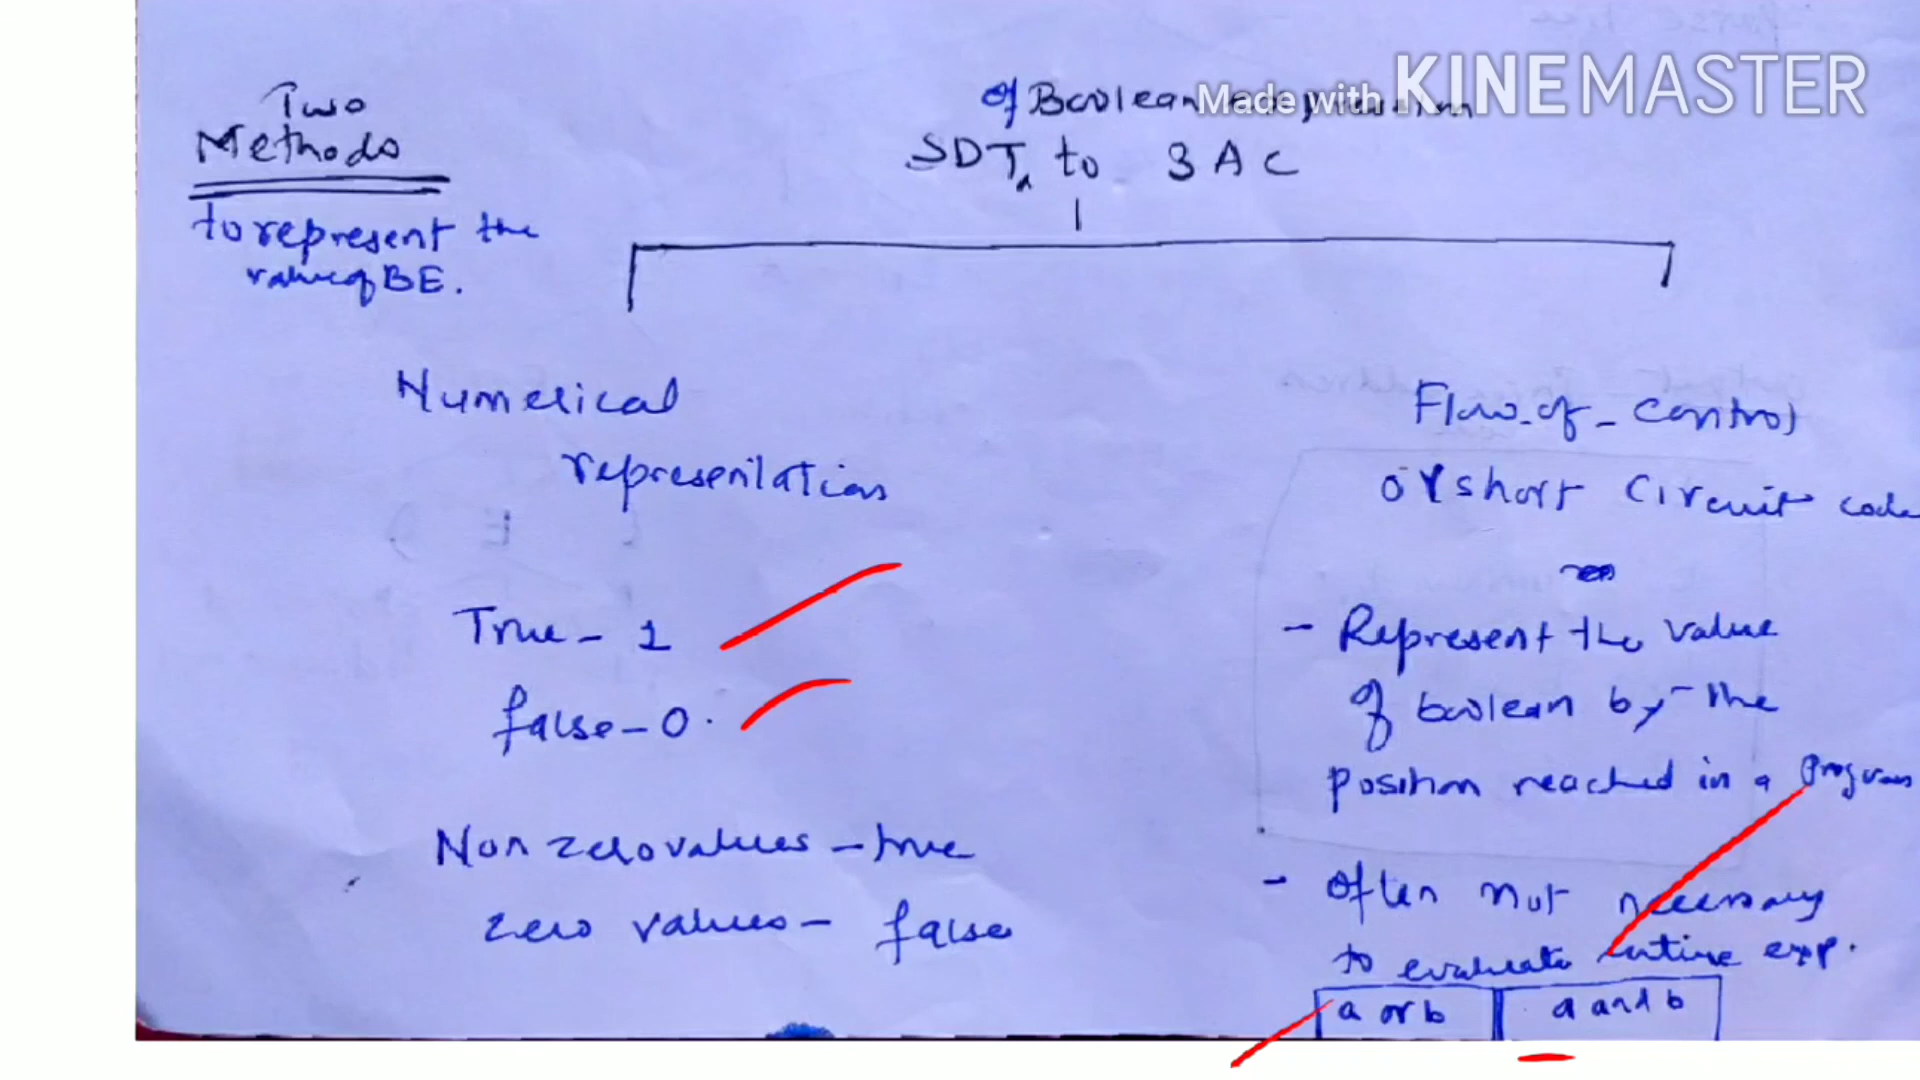 Made with KINEMASTER
Two
Methods
to represent the
value of BE.
of Boolean
SDT to 3 A C
Numerical
representation
True - 1
false - 0.
Non zero values - true
zero values - false
Flow-of-control
or short circuit code
- Represent the value
of boolean by the
position reached in a program
- often not necessary
to evaluate entire exp.
a or b
a and b